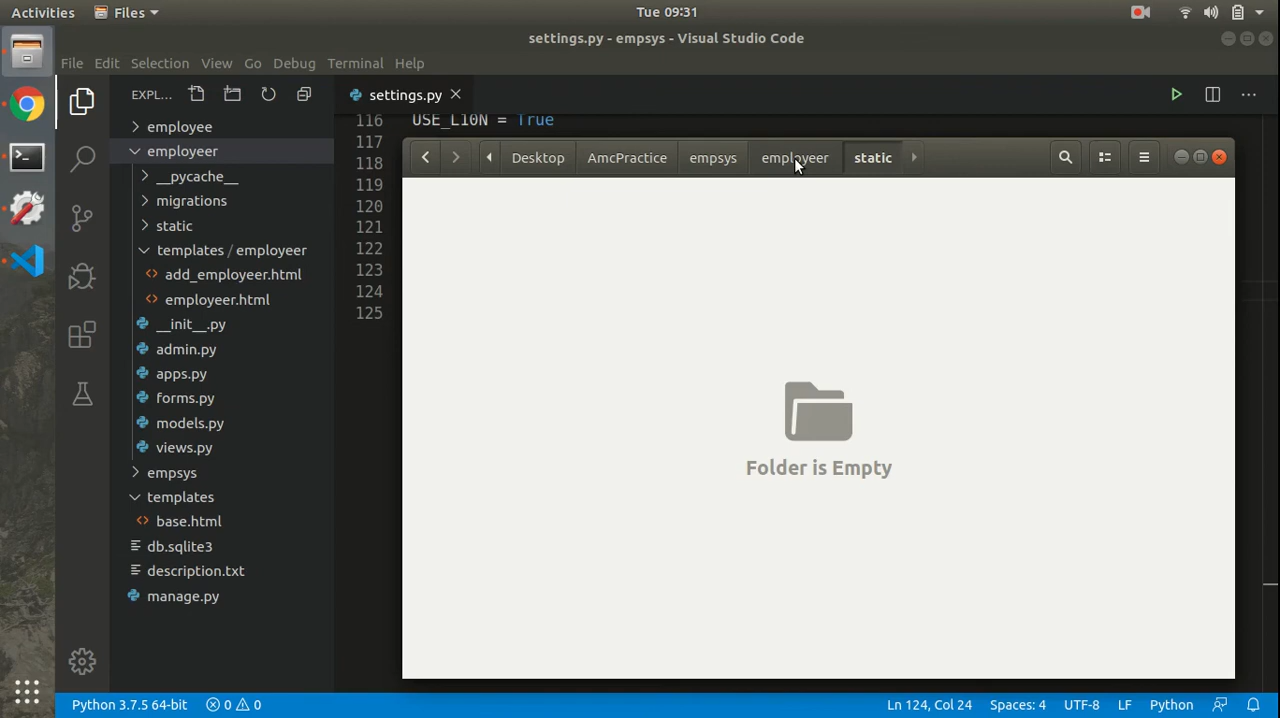 Activities Files Tue 09:31
settings.py - empsys - Visual Studio Code
File Edit Selection View Go Debug Terminal Help
EXPL... settings.py
116 USE_L10N = True
employee
117
employeer
118
Desktop AmcPractice empsys employeer static
__pycache__
119
migrations
120
static
121
templates / employeer
122
add_employeer.html
123
employeer.html
124
__init__.py
125
admin.py
apps.py
forms.py
models.py
views.py
Folder is Empty
empsys
templates
base.html
db.sqlite3
description.txt
manage.py
Python 3.7.5 64-bit 0 0 Ln 124, Col 24 Spaces: 4 UTF-8 LF Python